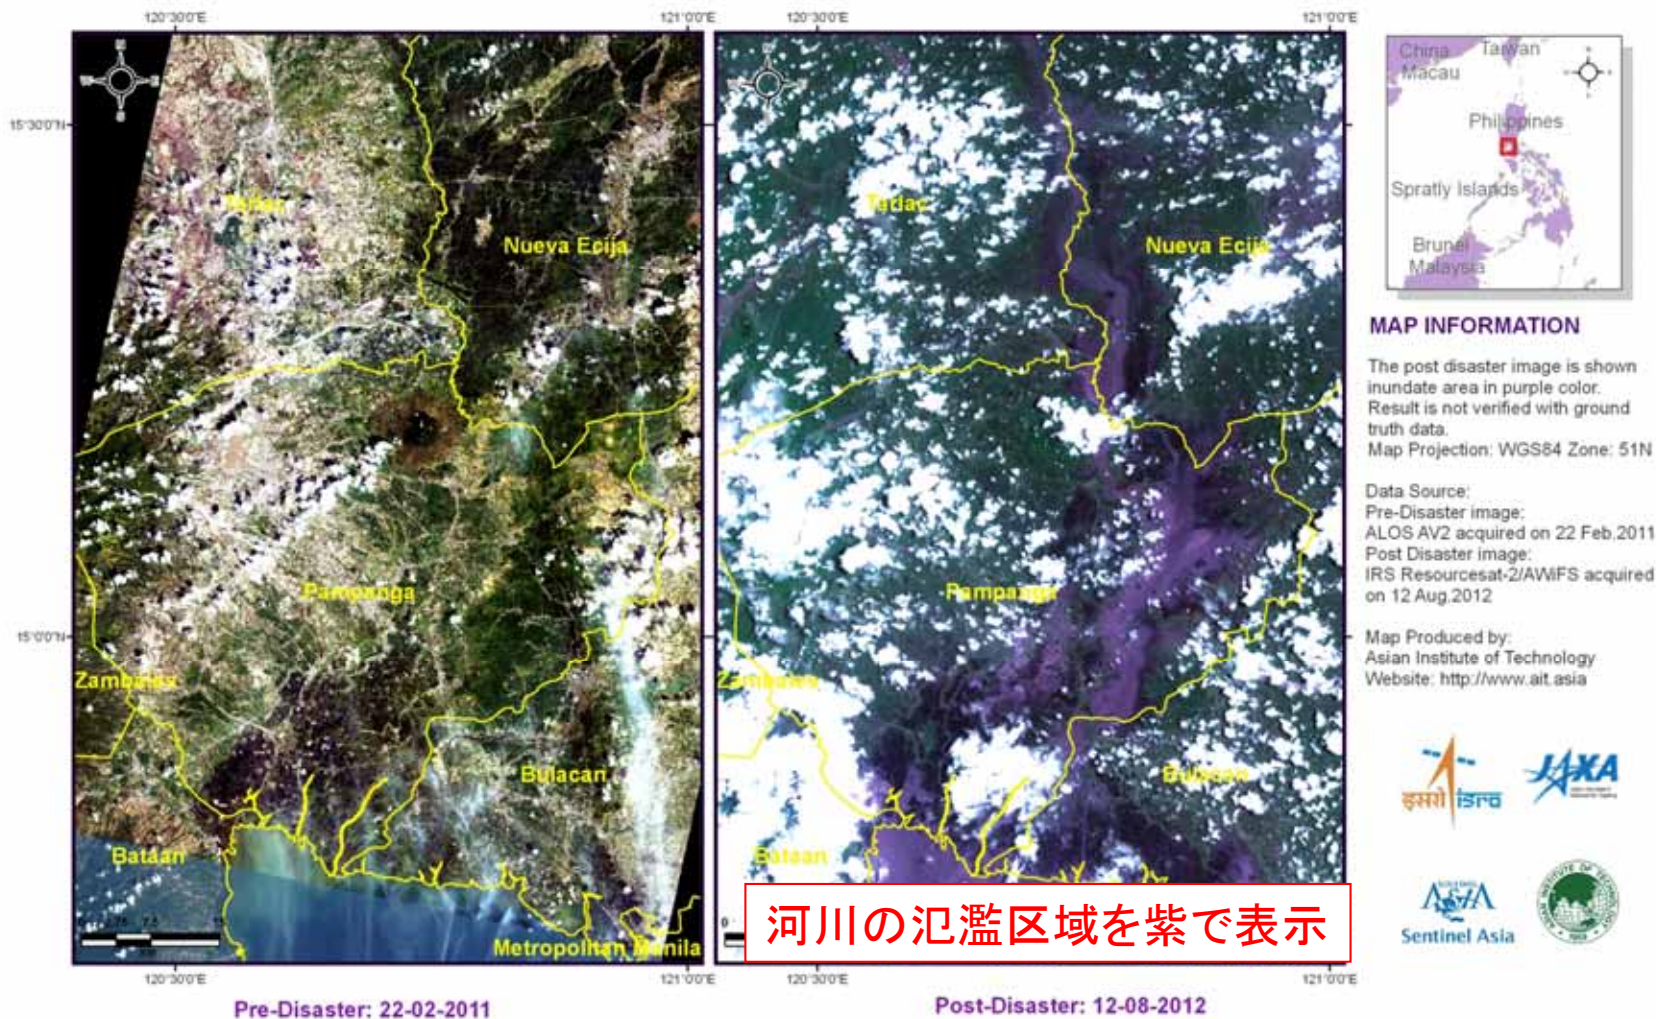 120°30'0"E
121°0'0"E
120°30'0"E
121°0'0"E
15°30'0"N
15°0'0"N
Tarlac
Nueva Ecija
Pampanga
Zambales
Bulacan
Bataan
Metropolitan Manila
Tarlac
Nueva Ecija
Pampanga
Zambales
Bulacan
Bataan
0
河川の氾濫区域を紫で表示
120°30'0"E
121°0'0"E
120°30'0"E
121°0'0"E
Pre-Disaster: 22-02-2011
Post-Disaster: 12-08-2012
China
Taiwan
Macau
Philippines
Spratly Islands
Brunei
Malaysia
MAP INFORMATION
The post disaster image is shown
inundate area in purple color.
Result is not verified with ground
truth data.
Map Projection: WGS84 Zone: 51N
Data Source:
Pre-Disaster image:
ALOS AV2 acquired on 22 Feb.2011
Post Disaster image:
IRS Resourcesat-2/AWiFS acquired
on 12 Aug.2012
Map Produced by:
Asian Institute of Technology
Website: http://www.ait.asia
इसरो isro
JAXA
ASIA
Sentinel Asia
ASIAN INSTITUTE OF TECHNOLOGY
1959